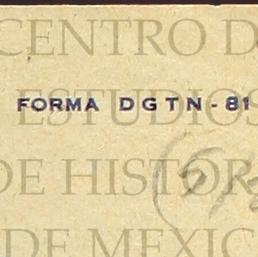 CENTRO D
FORMA DGTN-81
ESTUDIOS
DE HISTOR
DE MEXIC